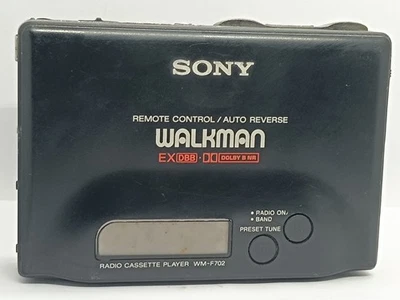 SONY
REMOTE CONTROL / AUTO REVERSE
WALKMAN
EX DBB · DOLBY B NR
• RADIO ON/
• BAND
PRESET TUNE
RADIO CASSETTE PLAYER WM-F702